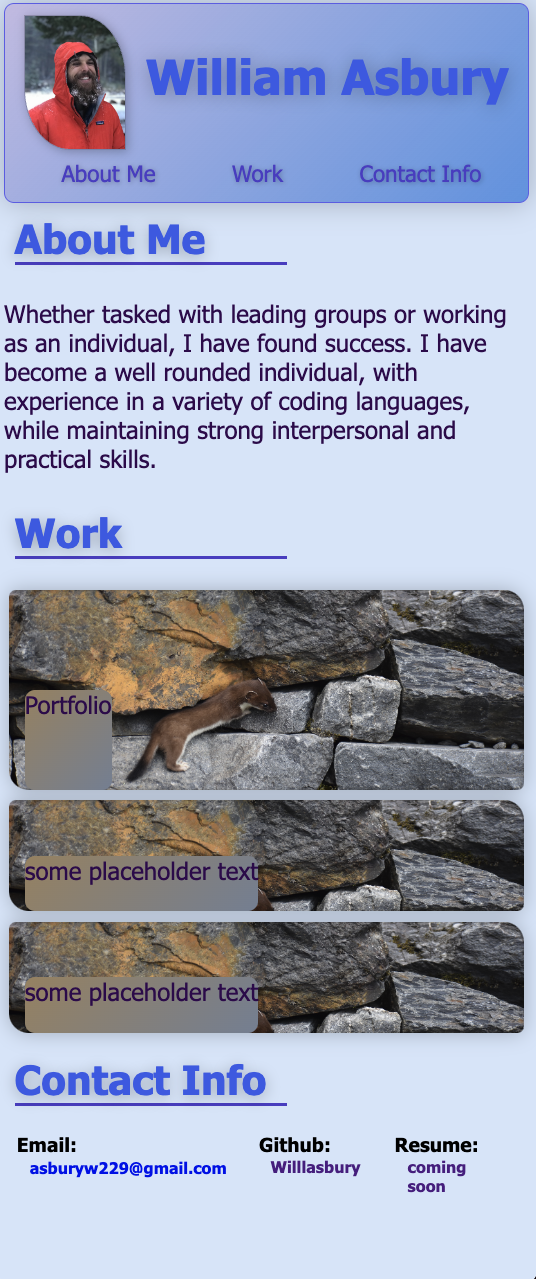 William Asbury
About Me
Work
Contact Info
About Me
Whether tasked with leading groups or working
as an individual, I have found success. I have
become a well rounded individual, with
experience in a variety of coding languages,
while maintaining strong interpersonal and
practical skills.
Work
Portfolio
some placeholder text
some placeholder text
Contact Info
Email:
asburyw229@gmail.com
Github:
Willlasbury
Resume:
coming
soon